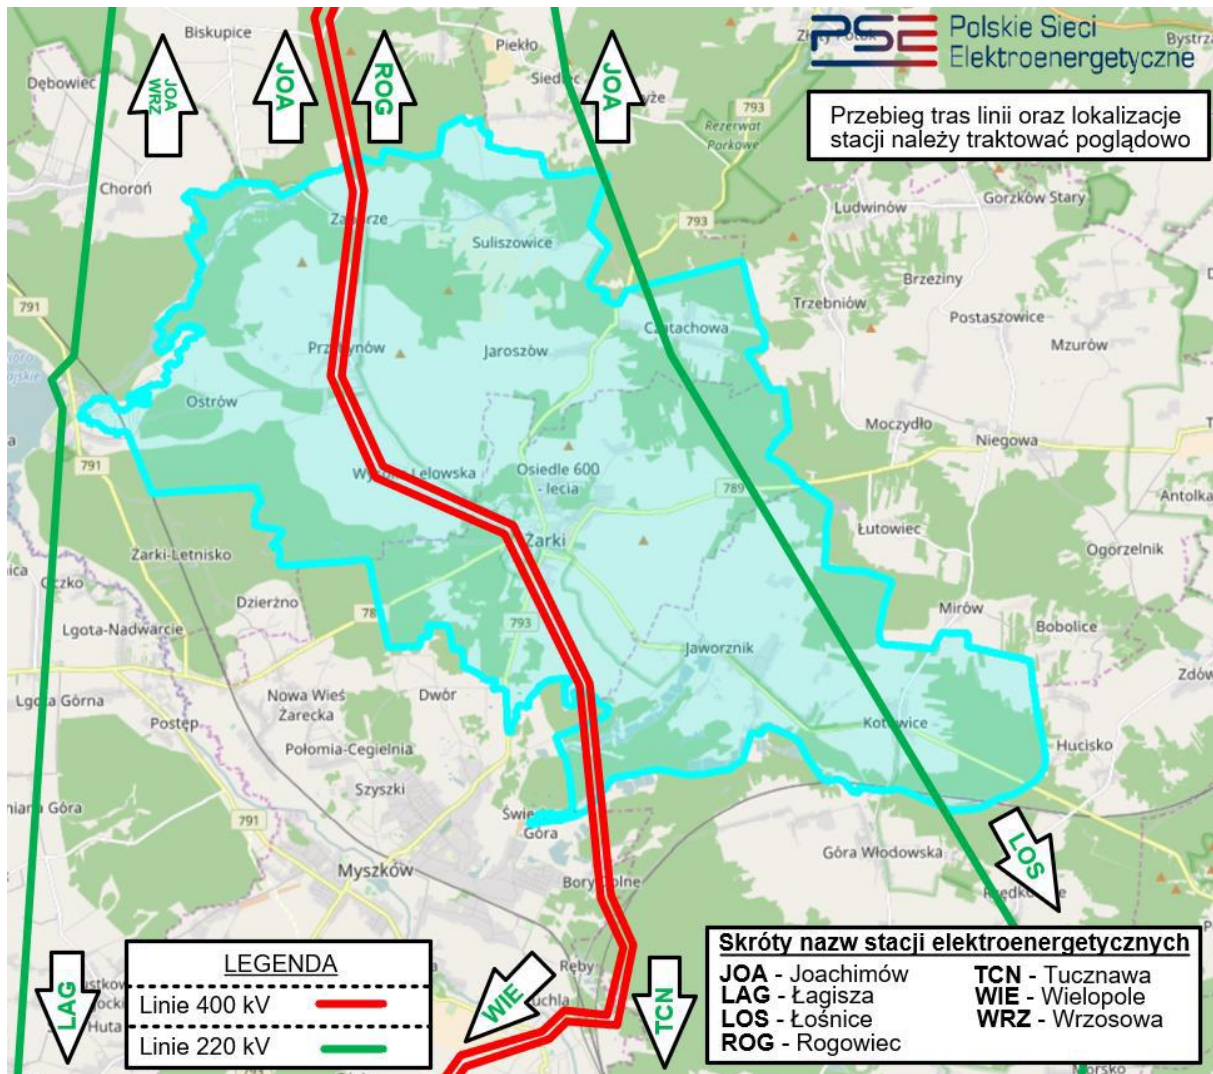 Biskupice
Piekło
PSE Polskie Sieci
Elektroenergetyczne
Dębowiec
JOA
WRZ
JOA
ROG
JOA
793
Przebieg tras linii oraz lokalizacje
stacji należy traktować poglądowo
Rezerwat
Parkowe
Choroń
Gorzków Stary
Ludwinów
793
Suliszowice
Brzeziny
Trzebniów
791
Postaszowice
Jaroszów
Mzurów
Ostrów
Moczydło
Niegowa
791
Osiedle 600
- lecia
789
Antolka
Łutowiec
Żarki
Żarki-Letnisko
Ogorzelnik
Dzierżno
Mirów
793
Lgota-Nadwarcie
Bobolice
Jaworznik
Nowa Wieś
Żarecka
Dwór
Lgota Górna
Postęp
Połomia-Cegielnia
Hucisko
Szyszki
791
Góra
LOS
Góra Włodowska
Myszków
Skróty nazw stacji elektroenergetycznych
JOA - Joachimów
LAG - Łagisza
LOS - Łośnice
ROG - Rogowiec
TCN - Tucznawa
WIE - Wielopole
WRZ - Wrzosowa
LEGENDA
Linie 400 kV
Linie 220 kV
Ręby
LAG
WIE
TCN